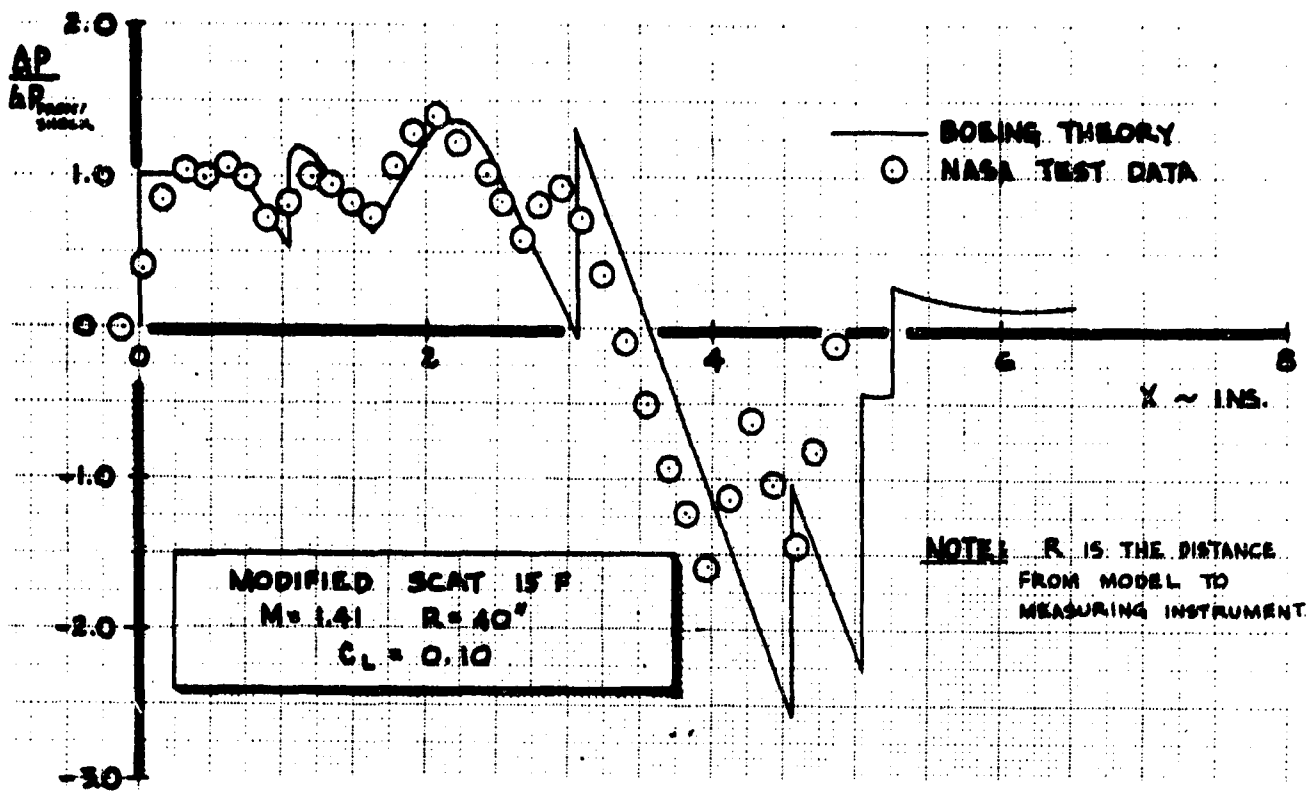 2.0
ΔP
ΔP FRONT SHOCK
1.0
0
-1.0
-2.0
-3.0
0 2 4 6 8
X ~ INS.
BOEING THEORY
NASA TEST DATA
MODIFIED SCAT 15 F
M = 1.41 R = 40"
C L = 0.10
NOTE: R IS THE DISTANCE
FROM MODEL TO
MEASURING INSTRUMENT